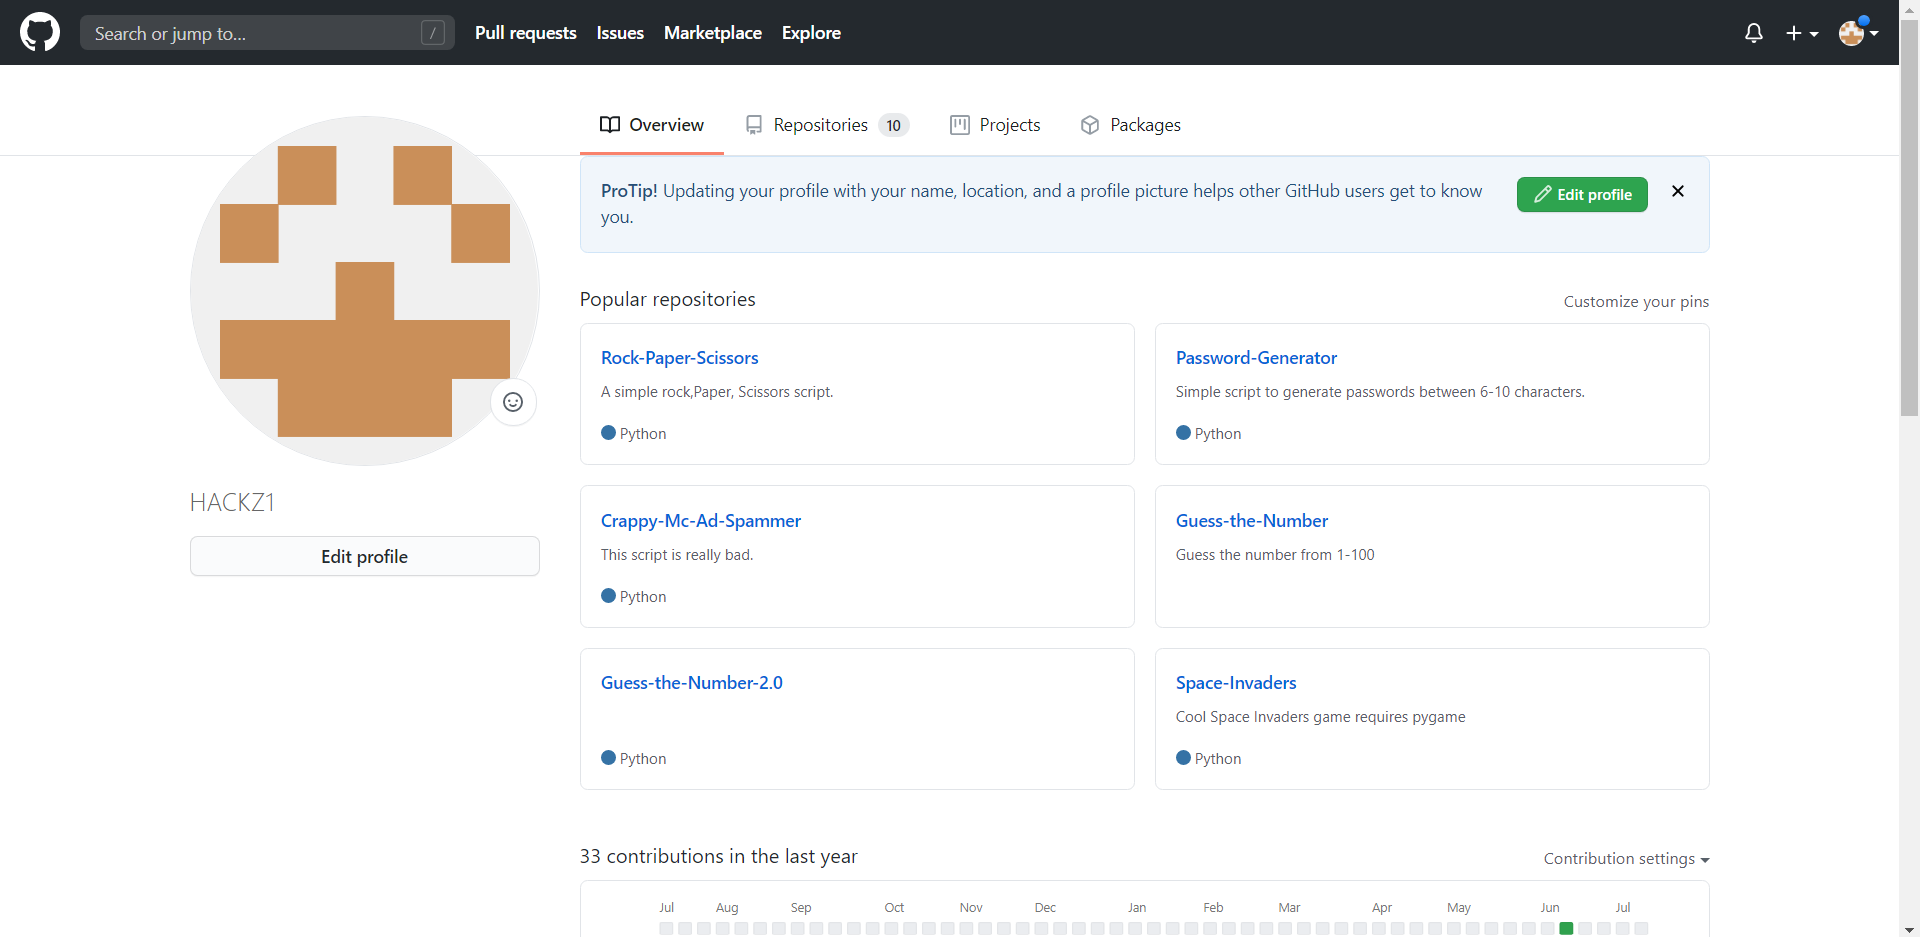 Search or jump to... /
Pull requests Issues Marketplace Explore
Overview Repositories 10 Projects Packages
ProTip! Updating your profile with your name, location, and a profile picture helps other GitHub users get to know
you.
Edit profile
HACKZ1
Edit profile
Popular repositories
Customize your pins
Rock-Paper-Scissors
A simple rock,Paper, Scissors script.
Python
Password-Generator
Simple script to generate passwords between 6-10 characters.
Python
Crappy-Mc-Ad-Spammer
This script is really bad.
Python
Guess-the-Number
Guess the number from 1-100
Guess-the-Number-2.0
Python
Space-Invaders
Cool Space Invaders game requires pygame
Python
33 contributions in the last year
Contribution settings
Jul Aug Sep Oct Nov Dec Jan Feb Mar Apr May Jun Jul